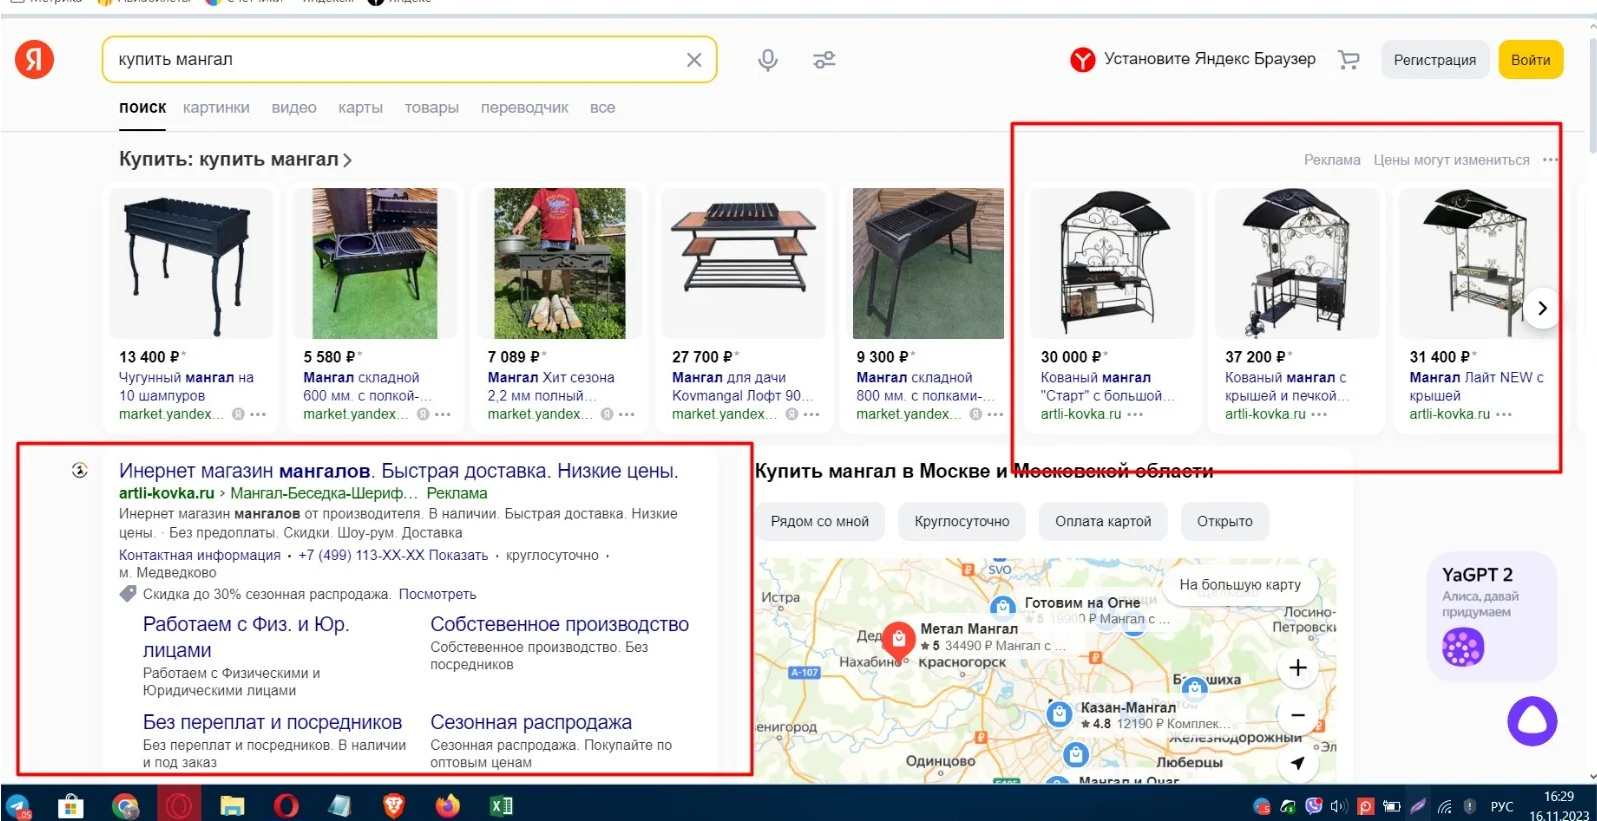 Метрика Авиабилеты Счетчики Яндекс
Я
купить мангал
Установите Яндекс Браузер
Регистрация
Войти
поиск картинки видео карты товары переводчик все
Купить: купить мангал >
Реклама Цены могут измениться ...
13 400 ₽*
Чугунный мангал на
10 шампуров
market.yandex... Я ...
5 580 ₽*
Мангал складной
600 мм. с полкой-...
market.yandex... Я ...
7 089 ₽*
Мангал Хит сезона
2,2 мм полный...
market.yandex... Я ...
27 700 ₽*
Мангал для дачи
Kovmangal Лофт 90...
market.yandex... Я ...
9 300 ₽*
Мангал складной
800 мм. с полками-...
market.yandex... Я ...
30 000 ₽*
Кованый мангал
"Старт" с большой...
artli-kovka.ru ...
37 200 ₽*
Кованый мангал с
крышей и печкой...
artli-kovka.ru ...
31 400 ₽*
Мангал Лайт NEW с
крышей
artli-kovka.ru ...
Инернет магазин мангалов. Быстрая доставка. Низкие цены.
artli-kovka.ru › Мангал-Беседка-Шериф... Реклама
Инернет магазин мангалов от производителя. В наличии. Быстрая доставка. Низкие
цены. · Без предоплаты. Скидки. Шоу-рум. Доставка
Контактная информация · +7 (499) 113-XX-XX Показать · круглосуточно ·
м. Медведково
Скидка до 30% сезонная распродажа. Посмотреть
Работаем с Физ. и Юр.
лицами
Работаем с Физическими и
Юридическими лицами
Собстевенное производство
Собственное производство. Без
посредников
Без переплат и посредников
Без переплат и посредников. В наличии
и под заказ
Сезонная распродажа
Сезонная распродажа. Покупайте по
оптовым ценам
Купить мангал в Москве и Московской области
Рядом со мной
Круглосуточно
Оплата картой
Открыто
SVO
На большую карту
Истра
Готовим на Огне
5 19900 ₽ Мангал с ...
Лосино-
Петровски
Метал Мангал
5 34490 ₽ Мангал с ...
Нахабино
Красногорск
А-107
Казан-Мангал
4.8 12190 ₽ Комплек...
венигород
Железнодорожный
Одинцово
Люберцы
Мангал и Очаг
+
−
YaGPT 2
Алиса, давай
придумаем
РУС
16:29
16.11.2023